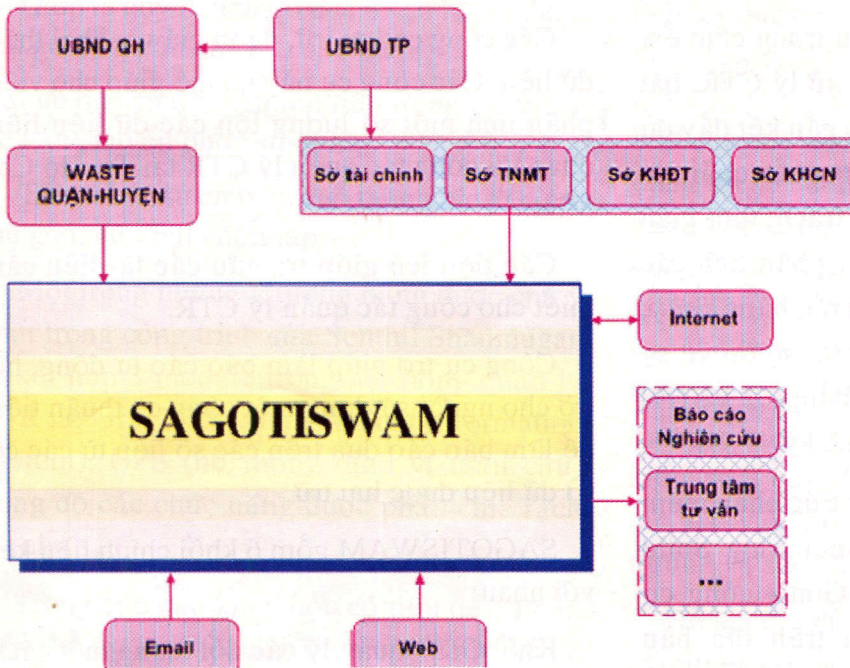 UBND QH
UBND TP
WASTE
QUẬN-HUYỆN
Sở tài chính
Sở TNMT
Sở KHĐT
Sở KHCN
SAGOTISWAM
Internet
Báo cáo
Nghiên cứu
Trung tâm
tư vấn
...
Email
Web